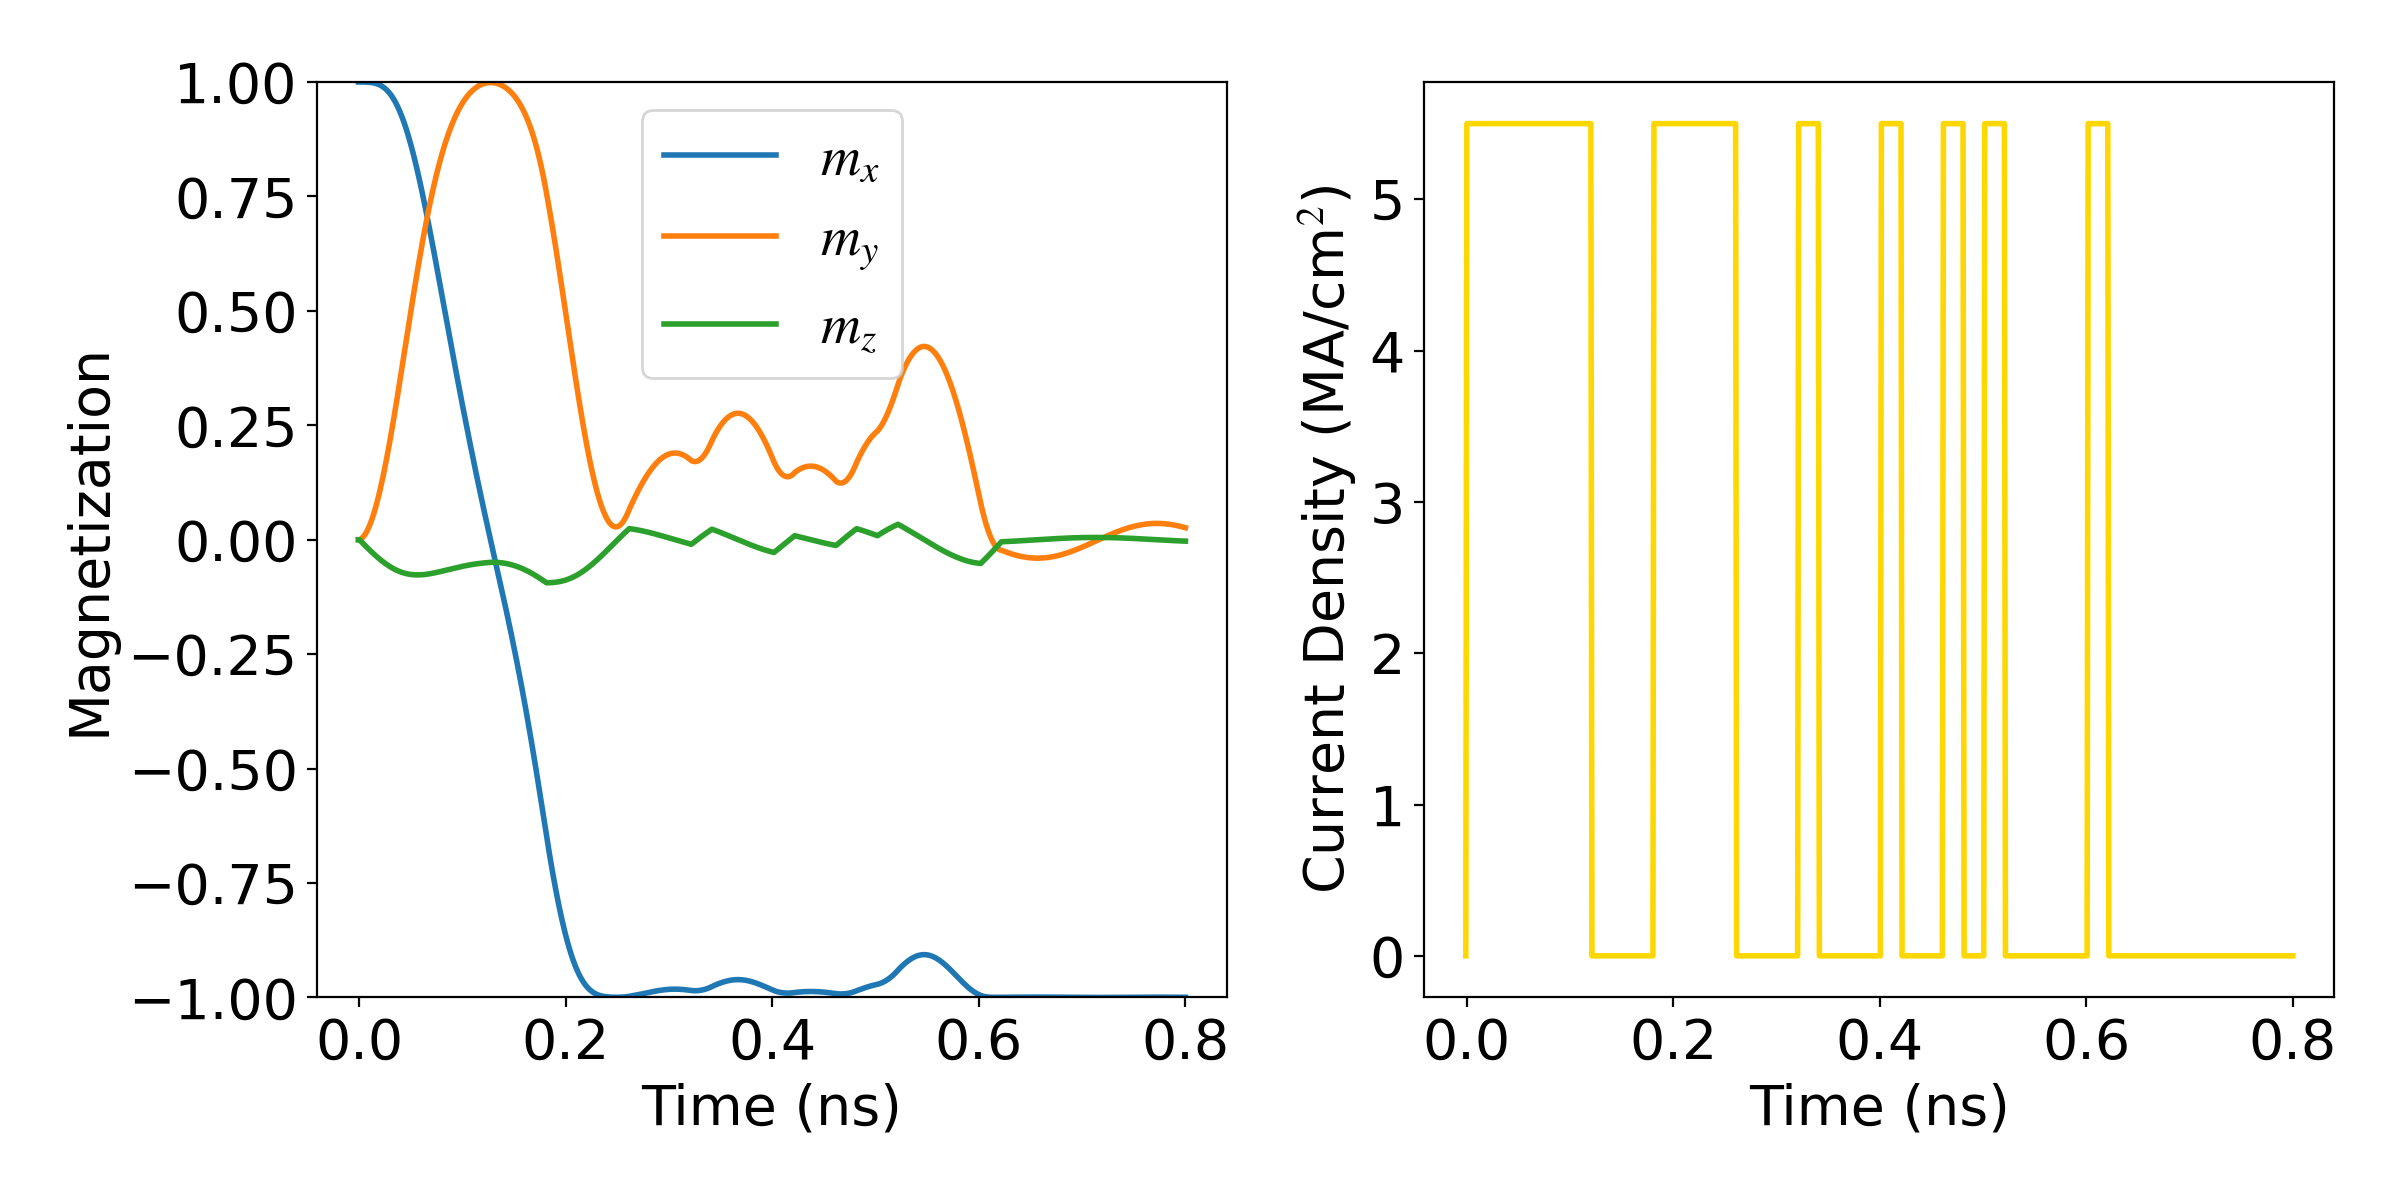 1.00
0.75
0.50
0.25
0.00
−0.25
−0.50
−0.75
−1.00
Magnetization
0.0 0.2 0.4 0.6 0.8
Time (ns)
mₓ
m_y
m_z
5
4
3
2
1
0
Current Density (MA/cm²)
0.0 0.2 0.4 0.6 0.8
Time (ns)